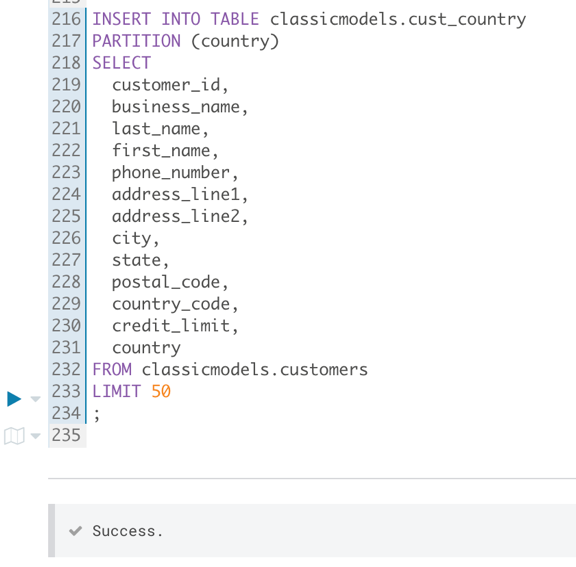 216 INSERT INTO TABLE classicmodels.cust_country
217 PARTITION (country)
218 SELECT
219 customer_id,
220 business_name,
221 last_name,
222 first_name,
223 phone_number,
224 address_line1,
225 address_line2,
226 city,
227 state,
228 postal_code,
229 country_code,
230 credit_limit,
231 country
232 FROM classicmodels.customers
233 LIMIT 50
234 ;
235
Success.